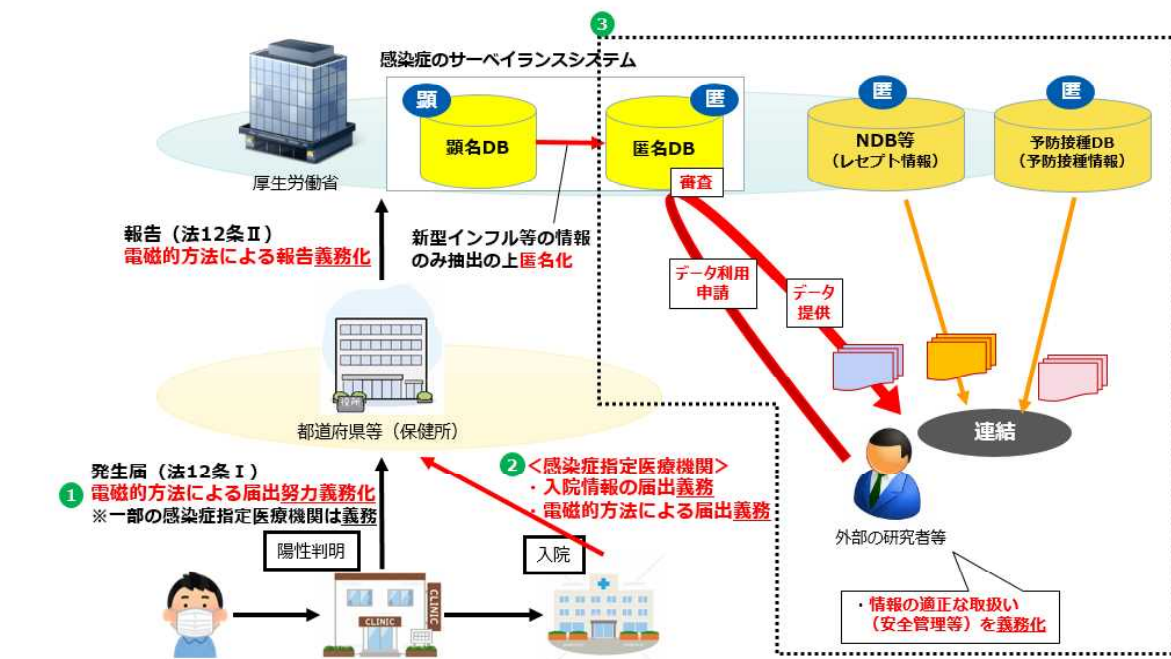 3
感染症のサーベイランスシステム
顕
匿
匿
匿
顕名DB
匿名DB
NDB等
（レセプト情報）
予防接種DB
（予防接種情報）
厚生労働省
審査
報告（法12条Ⅱ）
電磁的方法による報告義務化
新型インフル等の情報
のみ抽出の上匿名化
データ利用
申請
データ
提供
役所
都道府県等（保健所）
連結
発生届（法12条Ⅰ）
1
電磁的方法による届出努力義務化
※一部の感染症指定医療機関は義務
2
＜感染症指定医療機関＞
・入院情報の届出義務
・電磁的方法による届出義務
陽性判明
入院
外部の研究者等
CLINIC
CLINIC
・情報の適正な取扱い
（安全管理等）を義務化